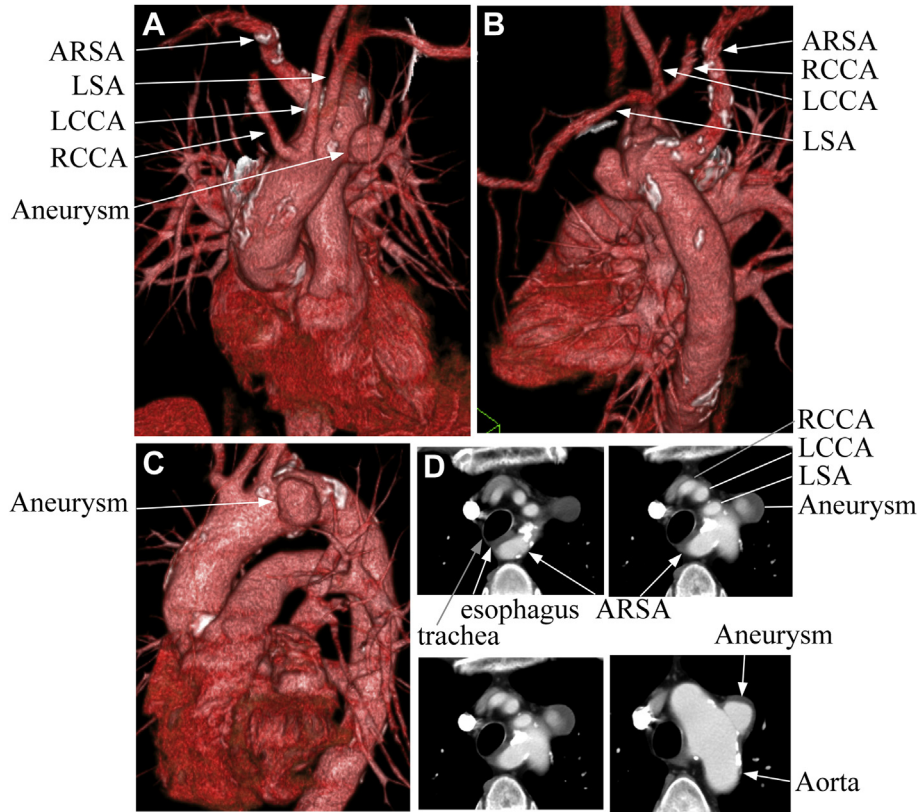 A
ARSA
LSA
LCCA
RCCA
Aneurysm
B
ARSA
RCCA
LCCA
LSA
C
Aneurysm
D
RCCA
LCCA
LSA
Aneurysm
esophagus
ARSA
trachea
Aneurysm
Aorta